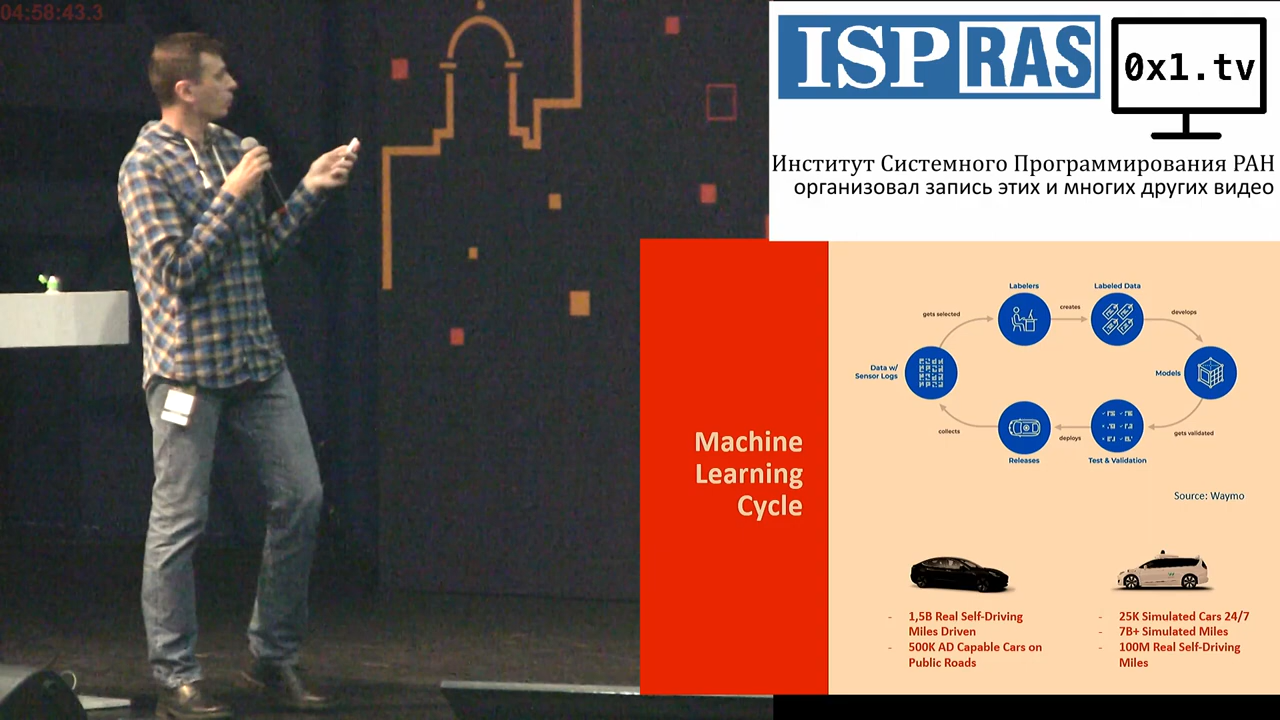 04:58:43.3
ISP RAS
0x1.tv
Институт Системного Программирования РАН
организовал запись этих и многих других видео
Machine
Learning
Cycle
Labelers
Labeled Data
gets selected
creates
develops
Data w/
Sensor Logs
Models
collects
deploys
gets validated
Releases
Test & Validation
Source: Waymo
- 1,5B Real Self-Driving
Miles Driven
- 500K AD Capable Cars on
Public Roads
- 25K Simulated Cars 24/7
- 7B+ Simulated Miles
- 100M Real Self-Driving
Miles